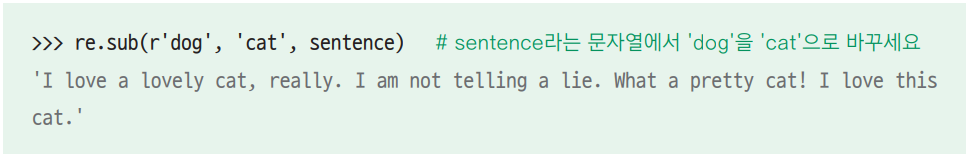 >>> re.sub(r'dog', 'cat', sentence) # sentence라는 문자열에서 'dog'을 'cat'으로 바꾸세요
'I love a lovely cat, really. I am not telling a lie. What a pretty cat! I love this
cat.'